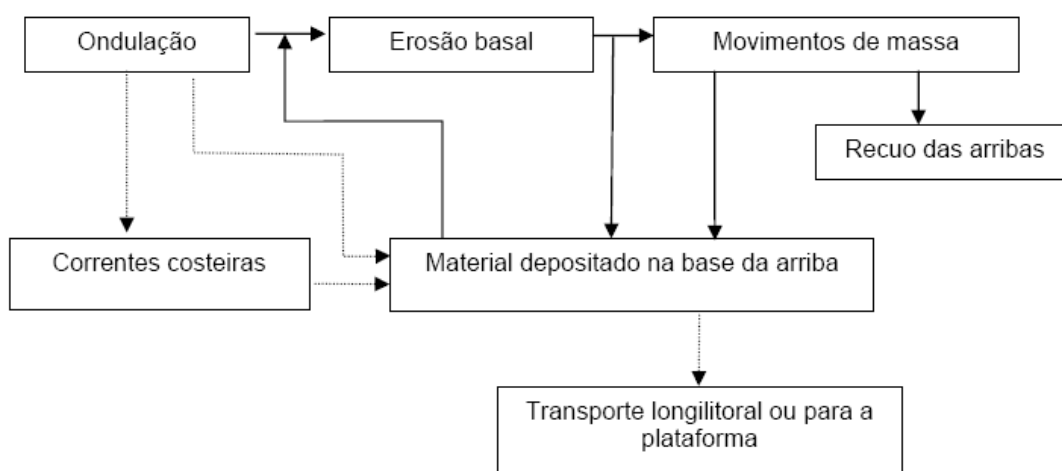 Ondulação
Erosão basal
Movimentos de massa
Recuo das arribas
Correntes costeiras
Material depositado na base da arriba
Transporte longilitoral ou para a
plataforma